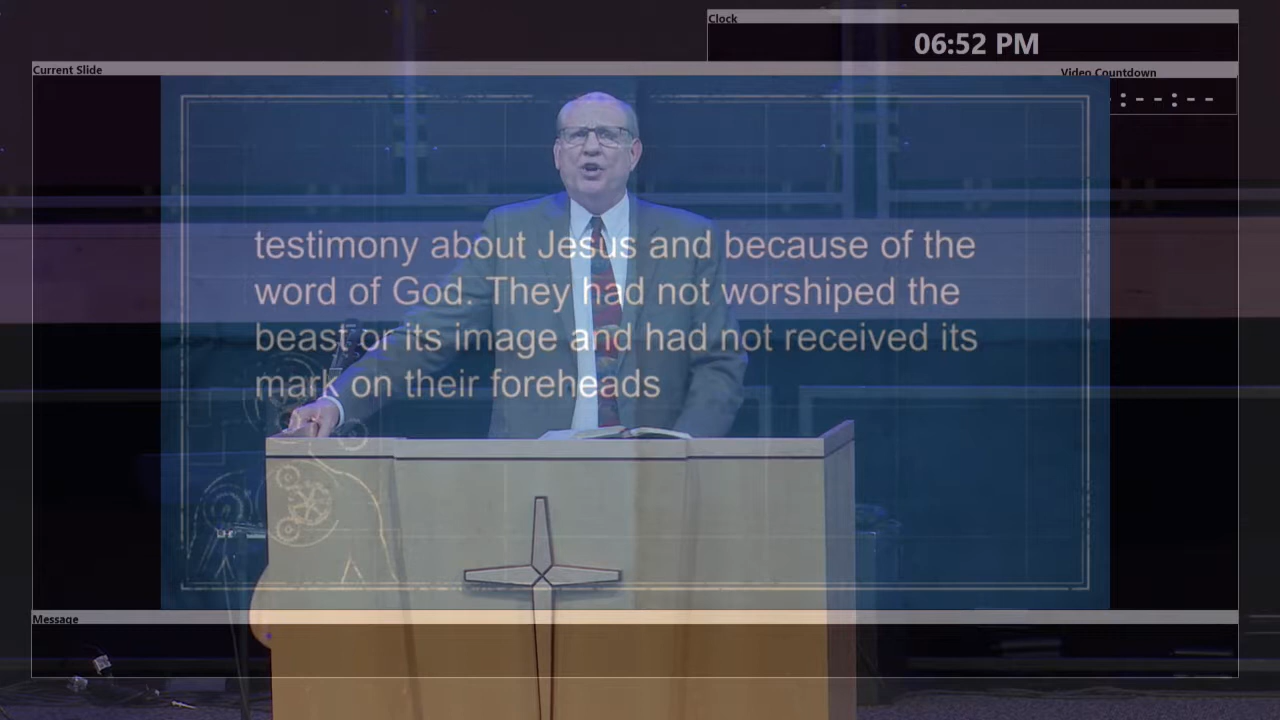 Clock
06:52 PM
Current Slide
Video Countdown
:--:--
testimony about Jesus and because of the
word of God. They had not worshiped the
beast or its image and had not received its
mark on their foreheads
Message